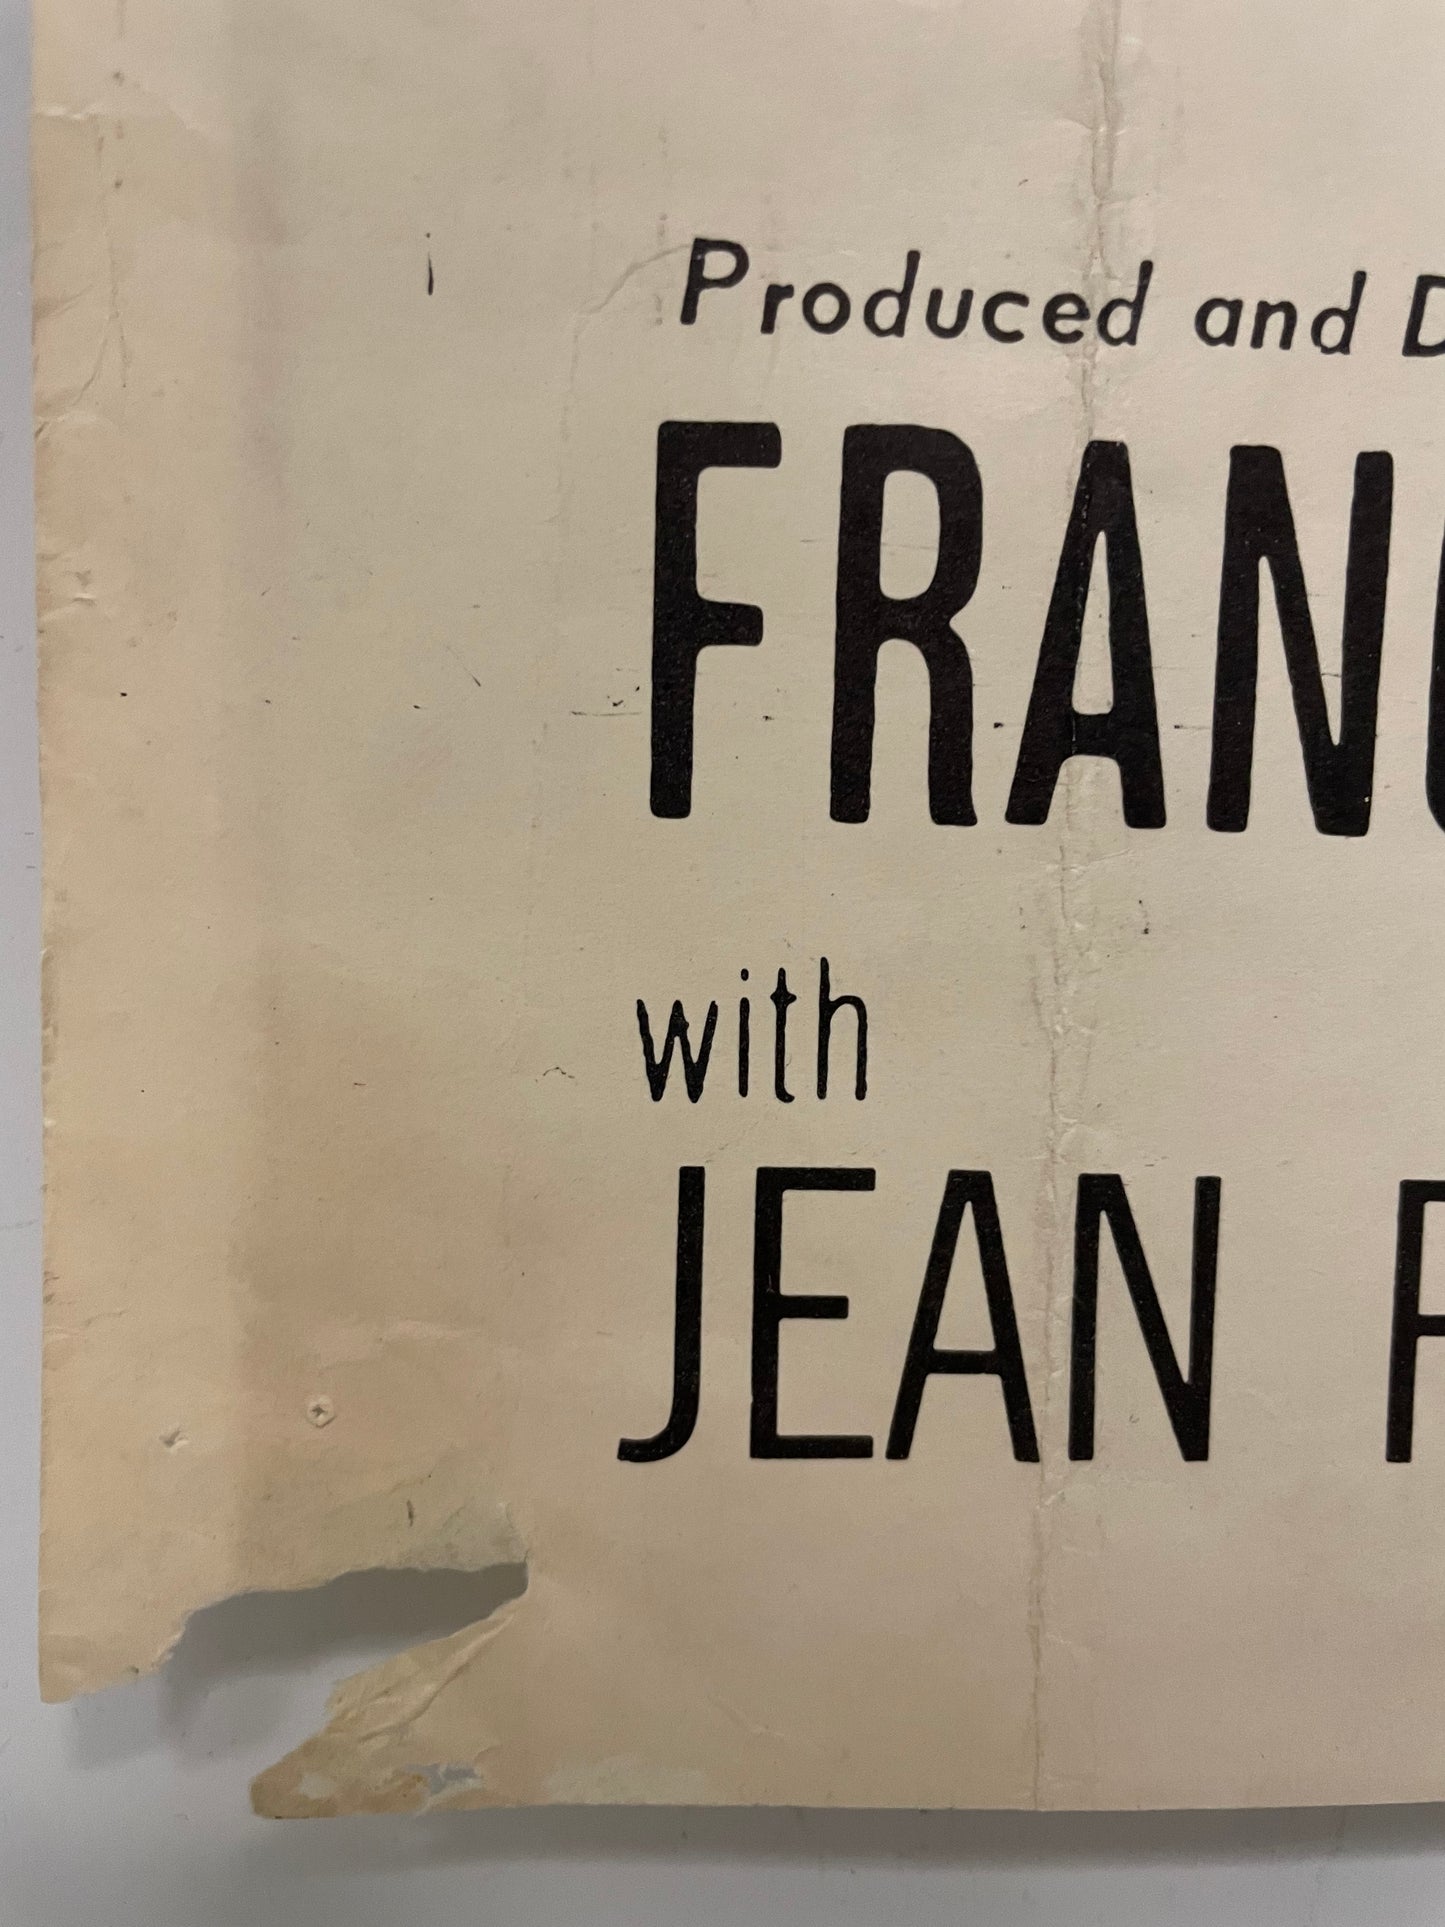 Produced and D
FRAN
with
JEAN